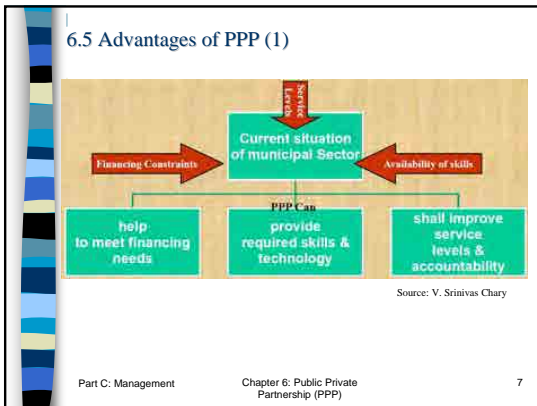 6.5 Advantages of PPP (1)
Service
Levels
Current situation
of municipal Sector
Financing Constraints
Availability of skills
PPP Can
help
to meet financing
needs
provide
required skills &
technology
shall improve
service
levels &
accountability
Source: V. Srinivas Chary
Part C: Management
Chapter 6: Public Private
Partnership (PPP)
7